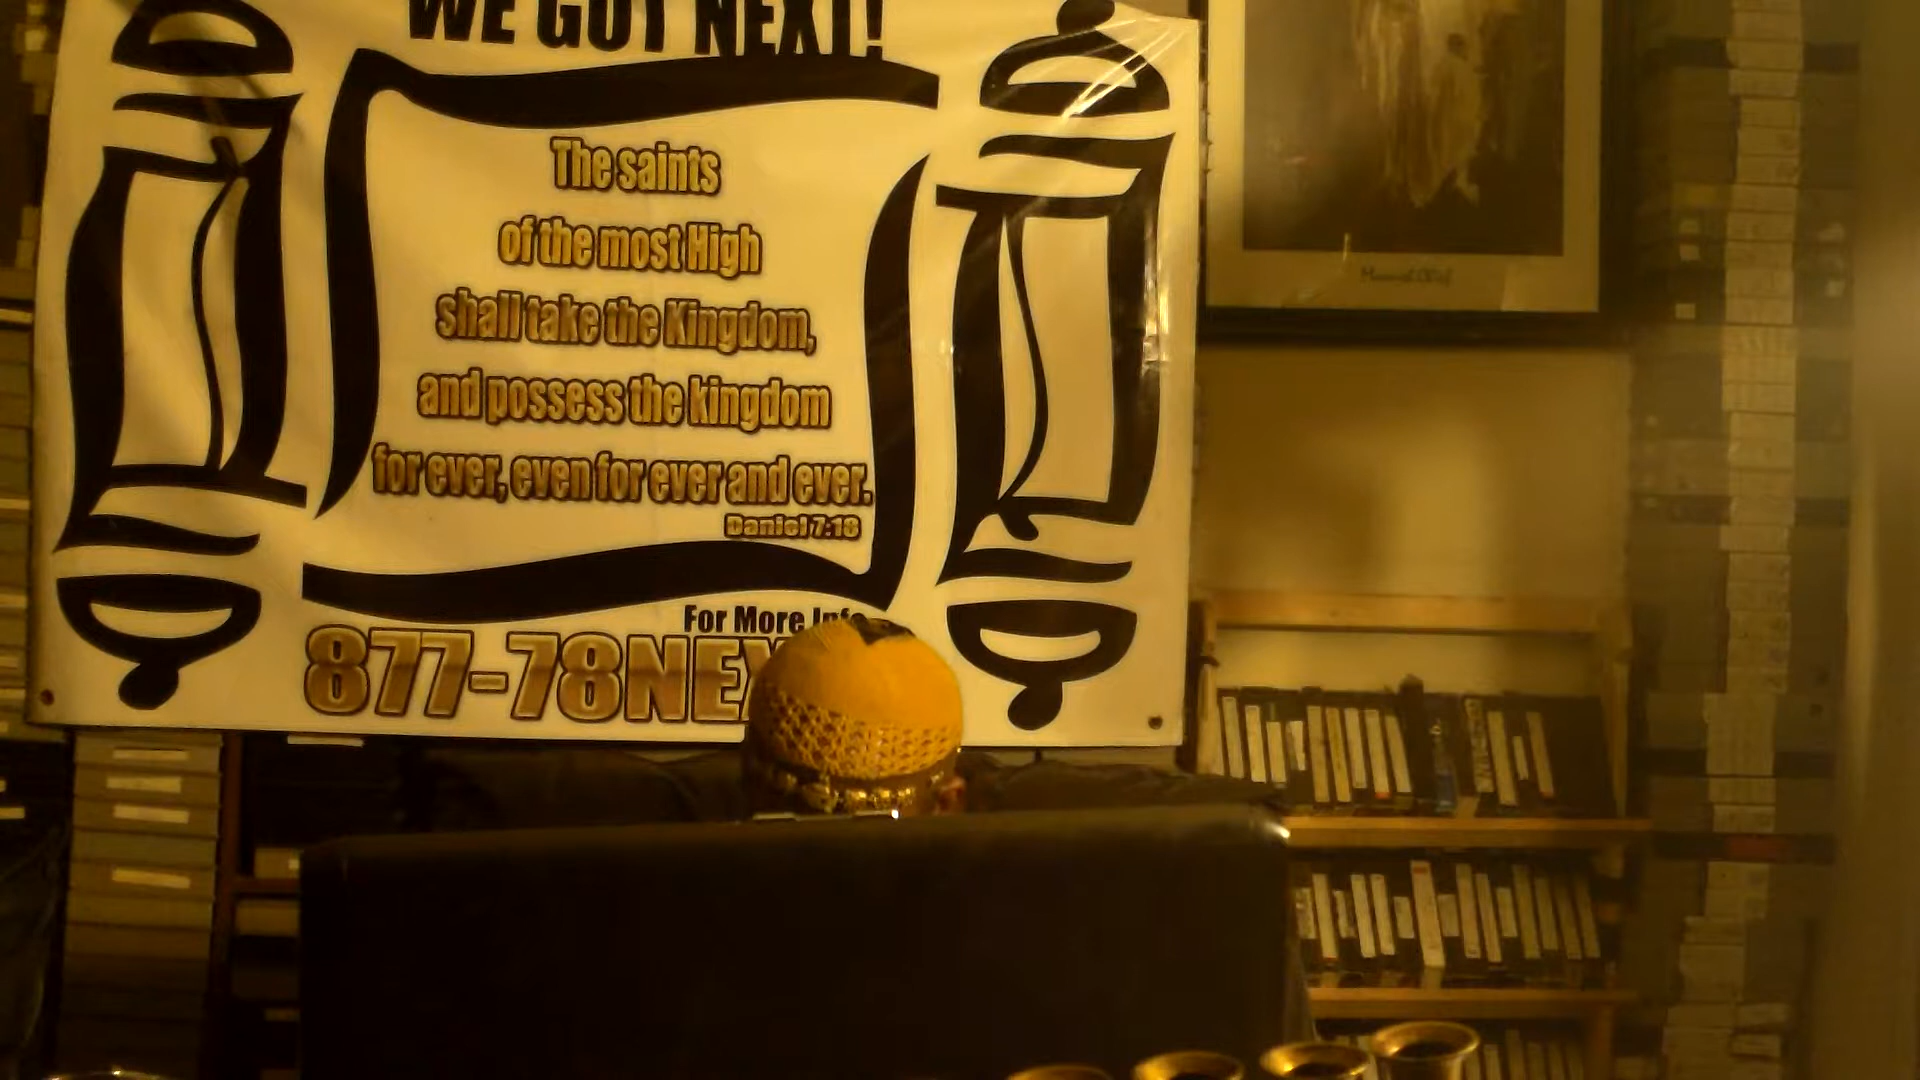 WE GOT NEXT!
The saints
of the most High
shall take the Kingdom,
and possess the kingdom
for ever, even for ever and ever.
Daniel 7:18
For More Info
877-78NEX